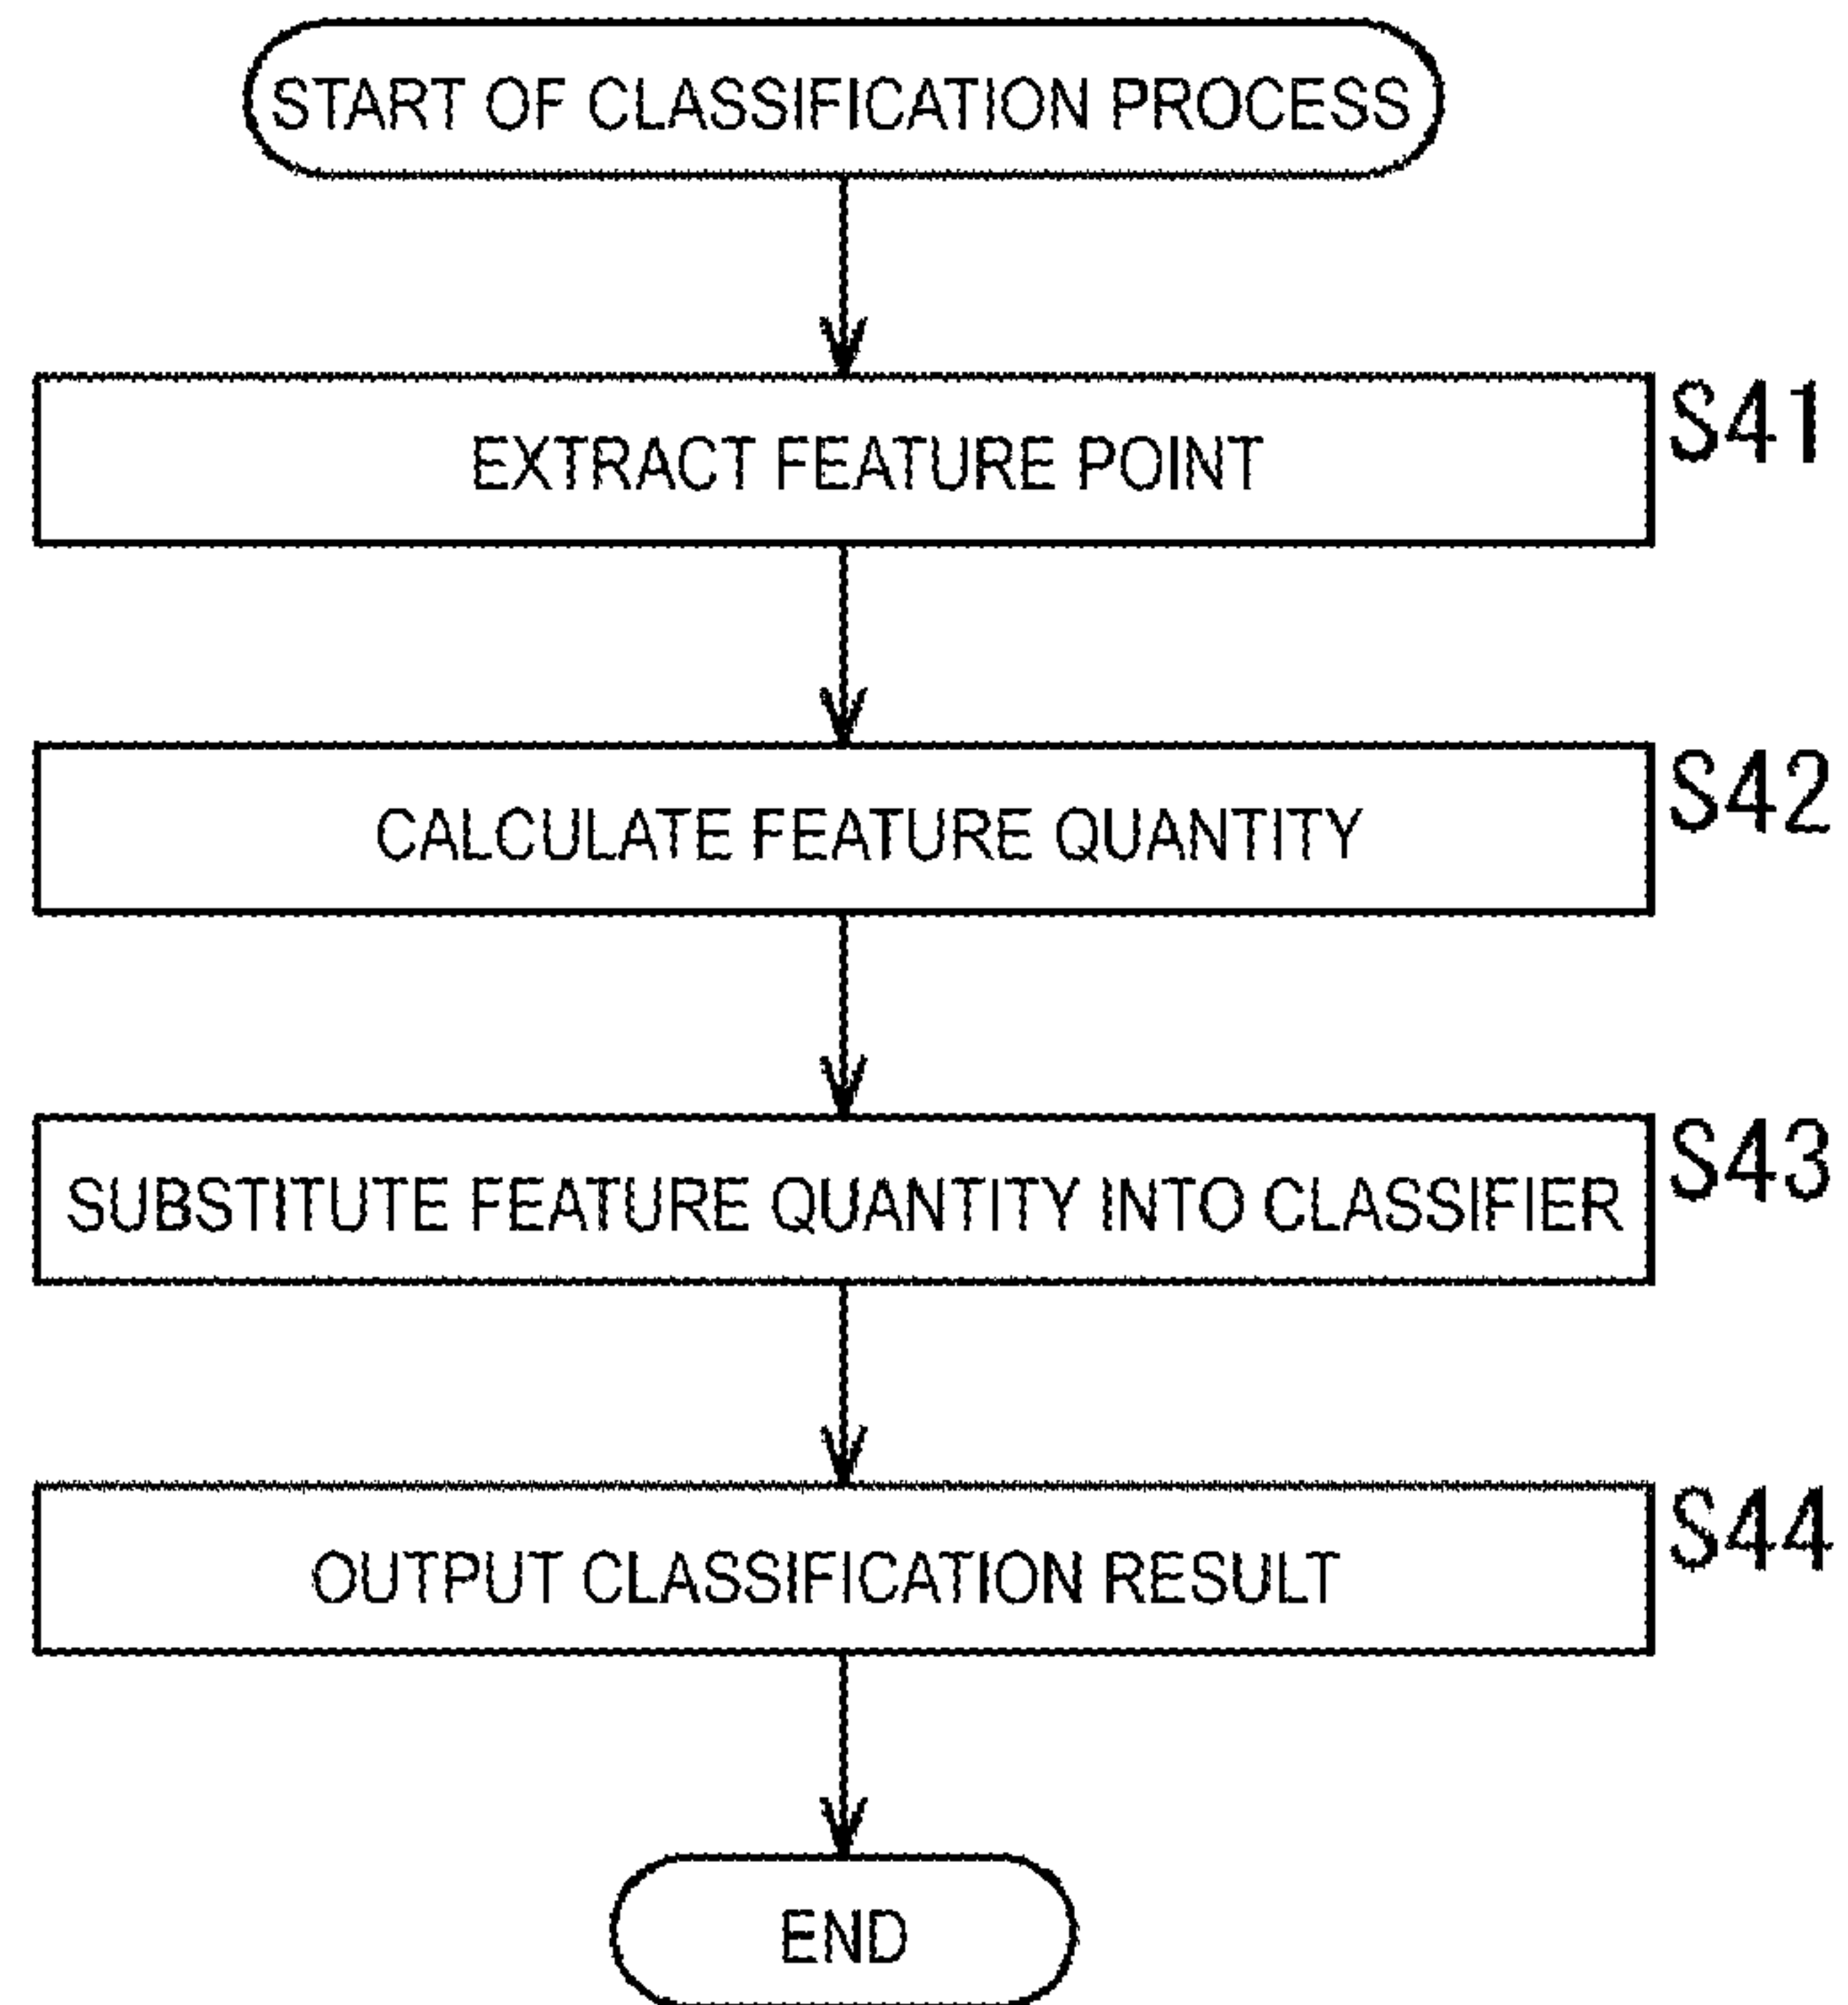 START OF CLASSIFICATION PROCESS
EXTRACT FEATURE POINT
S41
CALCULATE FEATURE QUANTITY
S42
SUBSTITUTE FEATURE QUANTITY INTO CLASSIFIER
S43
OUTPUT CLASSIFICATION RESULT
S44
END